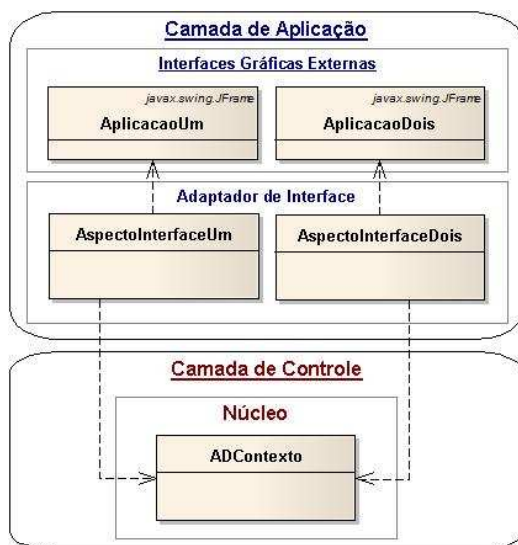 Camada de Aplicação
Interfaces Gráficas Externas
javax.swing.JFrame
AplicacaoUm
javax.swing.JFrame
AplicacaoDois
Adaptador de Interface
AspectoInterfaceUm
AspectoInterfaceDois
Camada de Controle
Núcleo
ADContexto